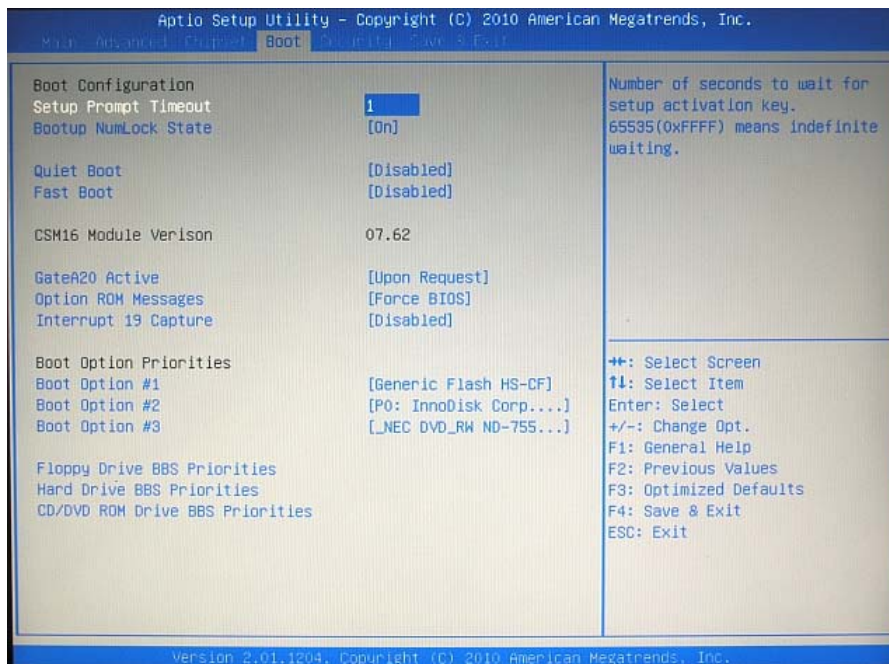 Aptio Setup Utility – Copyright (C) 2010 American Megatrends, Inc.
Main Advanced Chipset Boot Security Save & Exit
Boot Configuration
Setup Prompt Timeout 1
Bootup NumLock State [On]
Quiet Boot [Disabled]
Fast Boot [Disabled]
CSM16 Module Verison 07.62
GateA20 Active [Upon Request]
Option ROM Messages [Force BIOS]
Interrupt 19 Capture [Disabled]
Boot Option Priorities
Boot Option #1 [Generic Flash HS-CF]
Boot Option #2 [P0: InnoDisk Corp....]
Boot Option #3 [_NEC DVD_RW ND-755...]
Floppy Drive BBS Priorities
Hard Drive BBS Priorities
CD/DVD ROM Drive BBS Priorities
Number of seconds to wait for
setup activation key.
65535(0xFFFF) means indefinite
waiting.
→←: Select Screen
↑↓: Select Item
Enter: Select
+/-: Change Opt.
F1: General Help
F2: Previous Values
F3: Optimized Defaults
F4: Save & Exit
ESC: Exit
Version 2.01.1204. Copyright (C) 2010 American Megatrends, Inc.